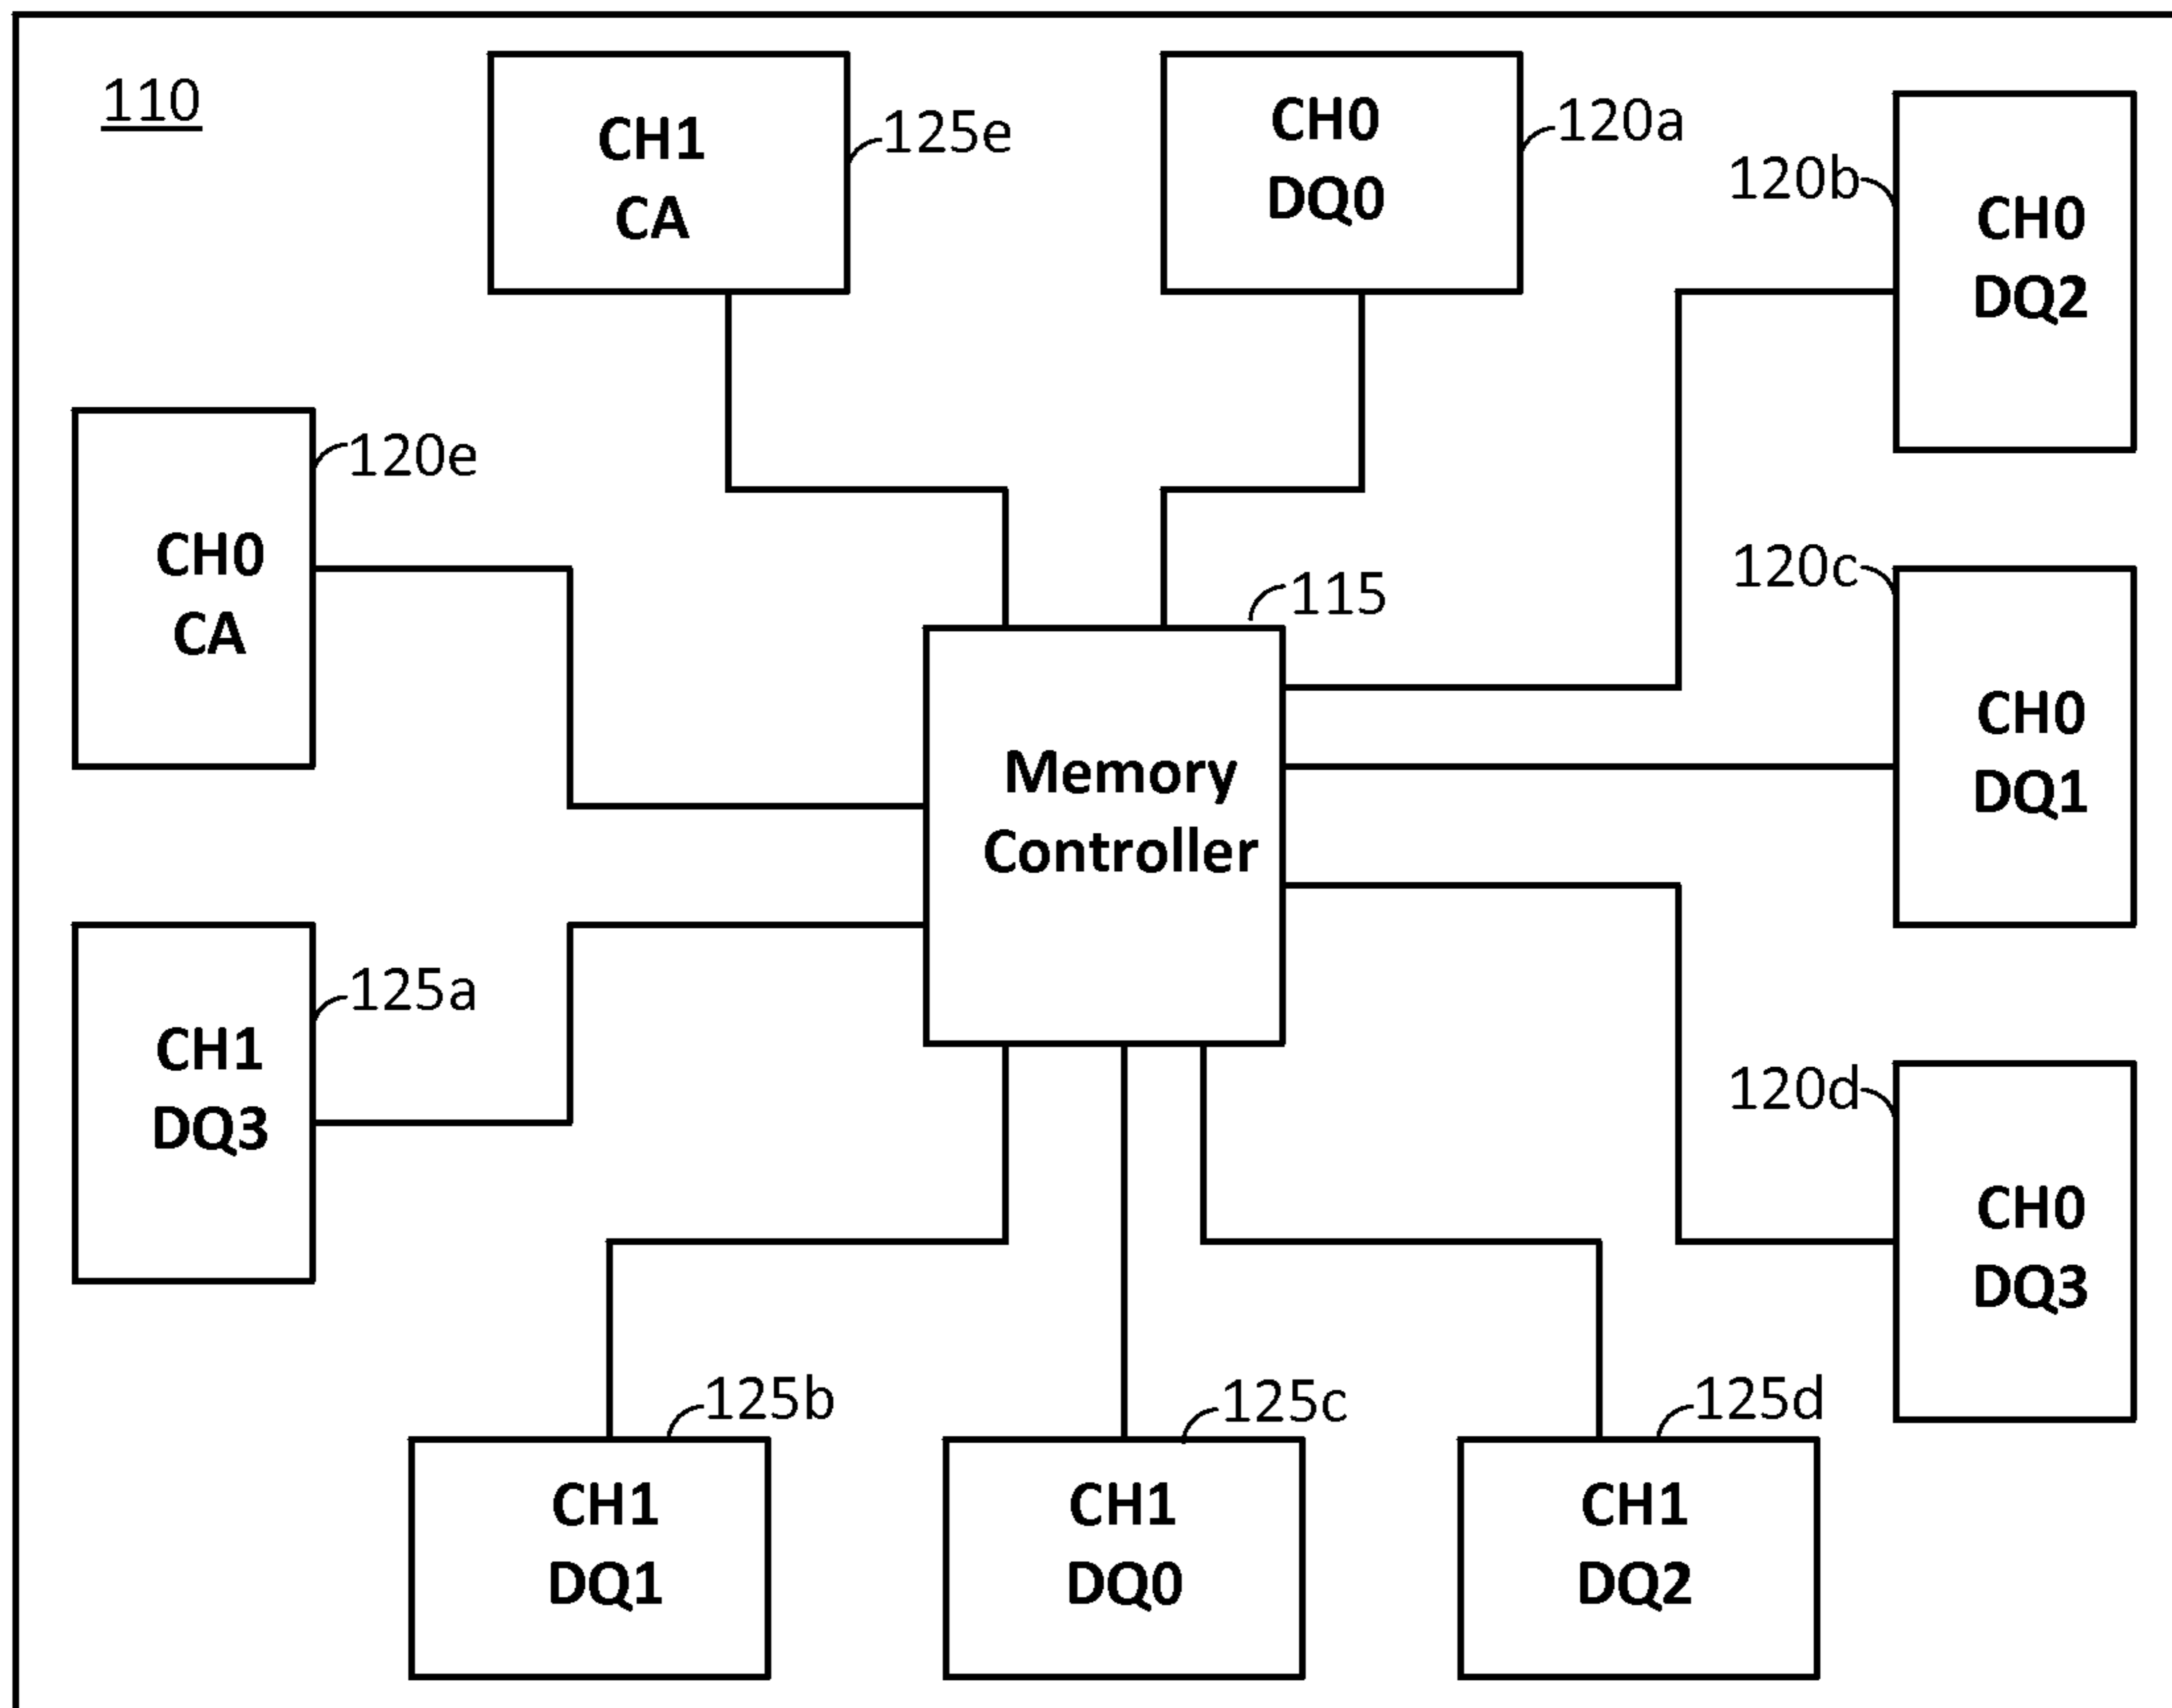 110
CH1
CA
125e
CH0
DQ0
120a
120b
CH0
DQ2
120e
CH0
CA
115
120c
CH0
DQ1
Memory
Controller
125a
CH1
DQ3
120d
CH0
DQ3
125b
CH1
DQ1
125c
CH1
DQ0
125d
CH1
DQ2